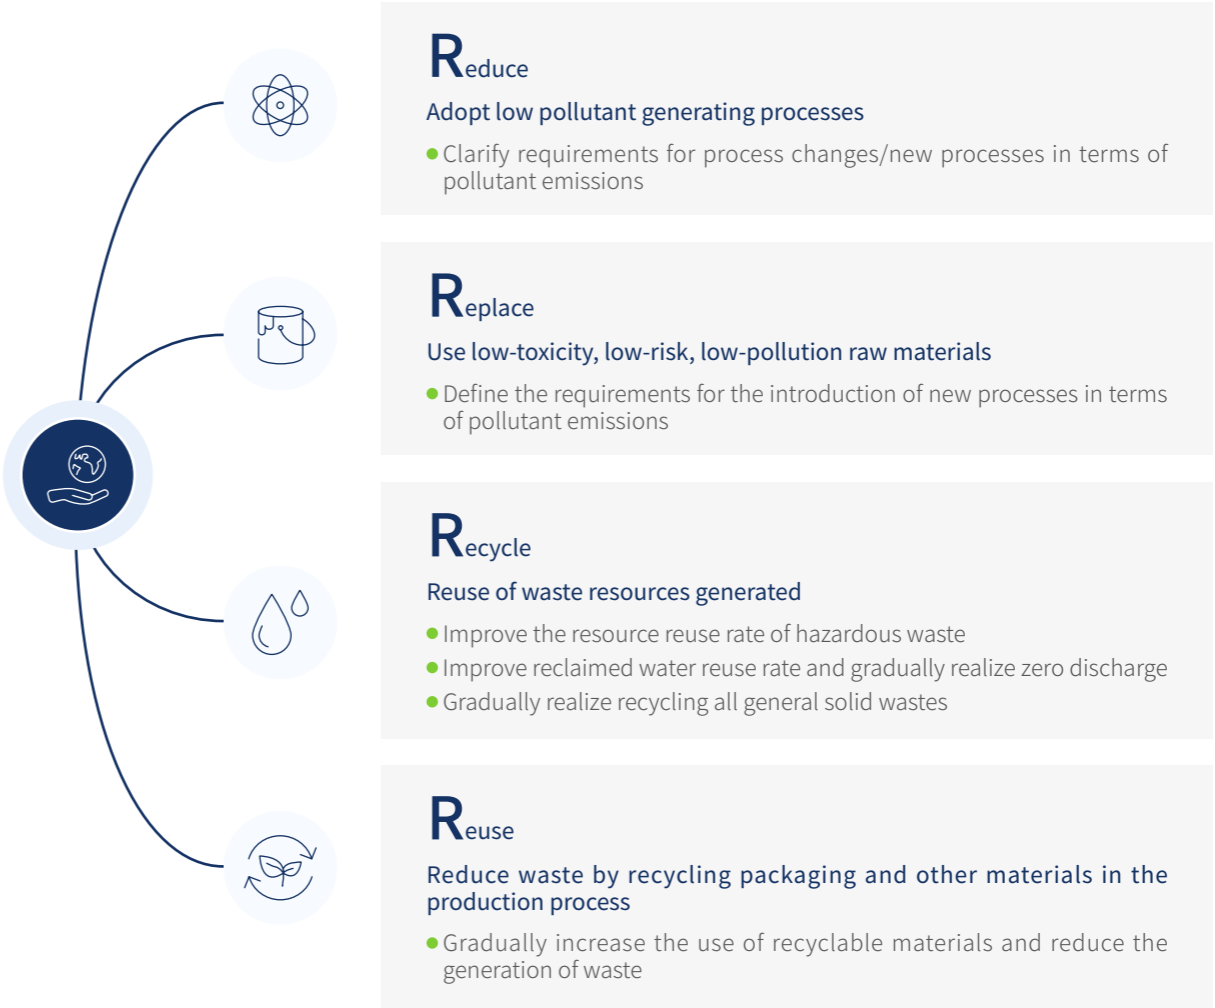 Reduce
Adopt low pollutant generating processes
Clarify requirements for process changes/new processes in terms of
pollutant emissions
Replace
Use low-toxicity, low-risk, low-pollution raw materials
Define the requirements for the introduction of new processes in terms
of pollutant emissions
Recycle
Reuse of waste resources generated
Improve the resource reuse rate of hazardous waste
Improve reclaimed water reuse rate and gradually realize zero discharge
Gradually realize recycling all general solid wastes
Reuse
Reduce waste by recycling packaging and other materials in the
production process
Gradually increase the use of recyclable materials and reduce the
generation of waste